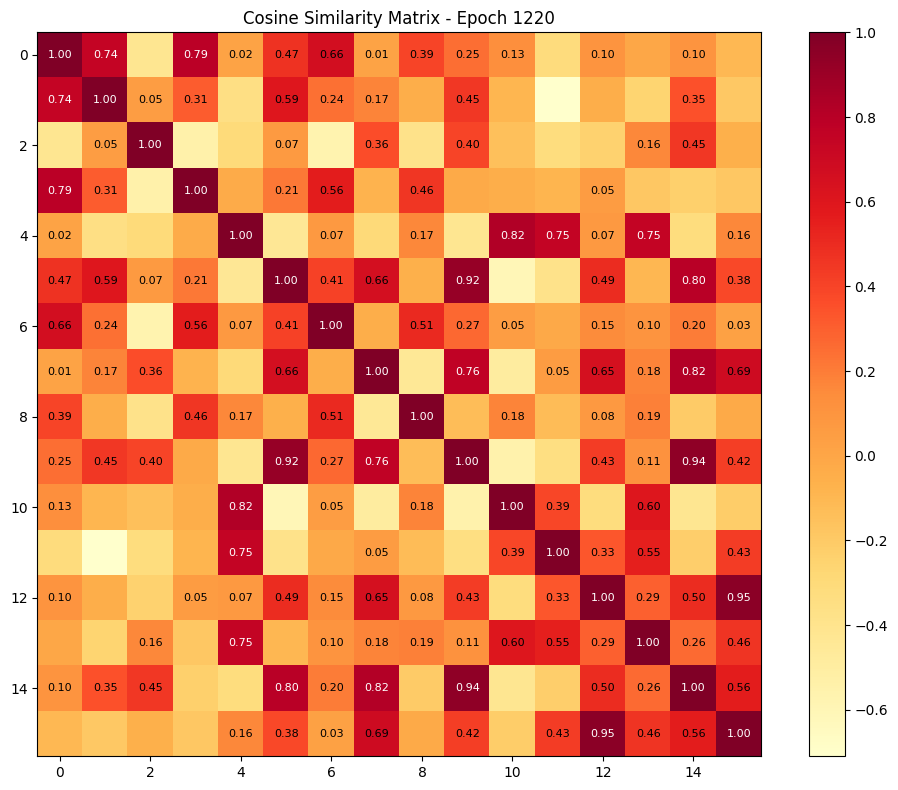 Cosine Similarity Matrix - Epoch 1220
0 1.00 0.74 0.79 0.02 0.47 0.66 0.01 0.39 0.25 0.13 0.10 0.10
0.74 1.00 0.05 0.31 0.59 0.24 0.17 0.45 0.35
2 0.05 1.00 0.07 0.36 0.40 0.16 0.45
0.79 0.31 1.00 0.21 0.56 0.46 0.05
4 0.02 1.00 0.07 0.17 0.82 0.75 0.07 0.75 0.16
0.47 0.59 0.07 0.21 1.00 0.41 0.66 0.92 0.49 0.80 0.38
6 0.66 0.24 0.56 0.07 0.41 1.00 0.51 0.27 0.05 0.15 0.10 0.20 0.03
0.01 0.17 0.36 0.66 1.00 0.76 0.05 0.65 0.18 0.82 0.69
8 0.39 0.46 0.17 0.51 1.00 0.18 0.08 0.19
0.25 0.45 0.40 0.92 0.27 0.76 1.00 0.43 0.11 0.94 0.42
10 0.13 0.82 0.05 0.18 1.00 0.39 0.60
0.75 0.05 0.39 1.00 0.33 0.55 0.43
12 0.10 0.05 0.07 0.49 0.15 0.65 0.08 0.43 0.33 1.00 0.29 0.50 0.95
0.16 0.75 0.10 0.18 0.19 0.11 0.60 0.55 0.29 1.00 0.26 0.46
14 0.10 0.35 0.45 0.80 0.20 0.82 0.94 0.50 0.26 1.00 0.56
0.16 0.38 0.03 0.69 0.42 0.43 0.95 0.46 0.56 1.00
0 2 4 6 8 10 12 14
1.0
0.8
0.6
0.4
0.2
0.0
−0.2
−0.4
−0.6